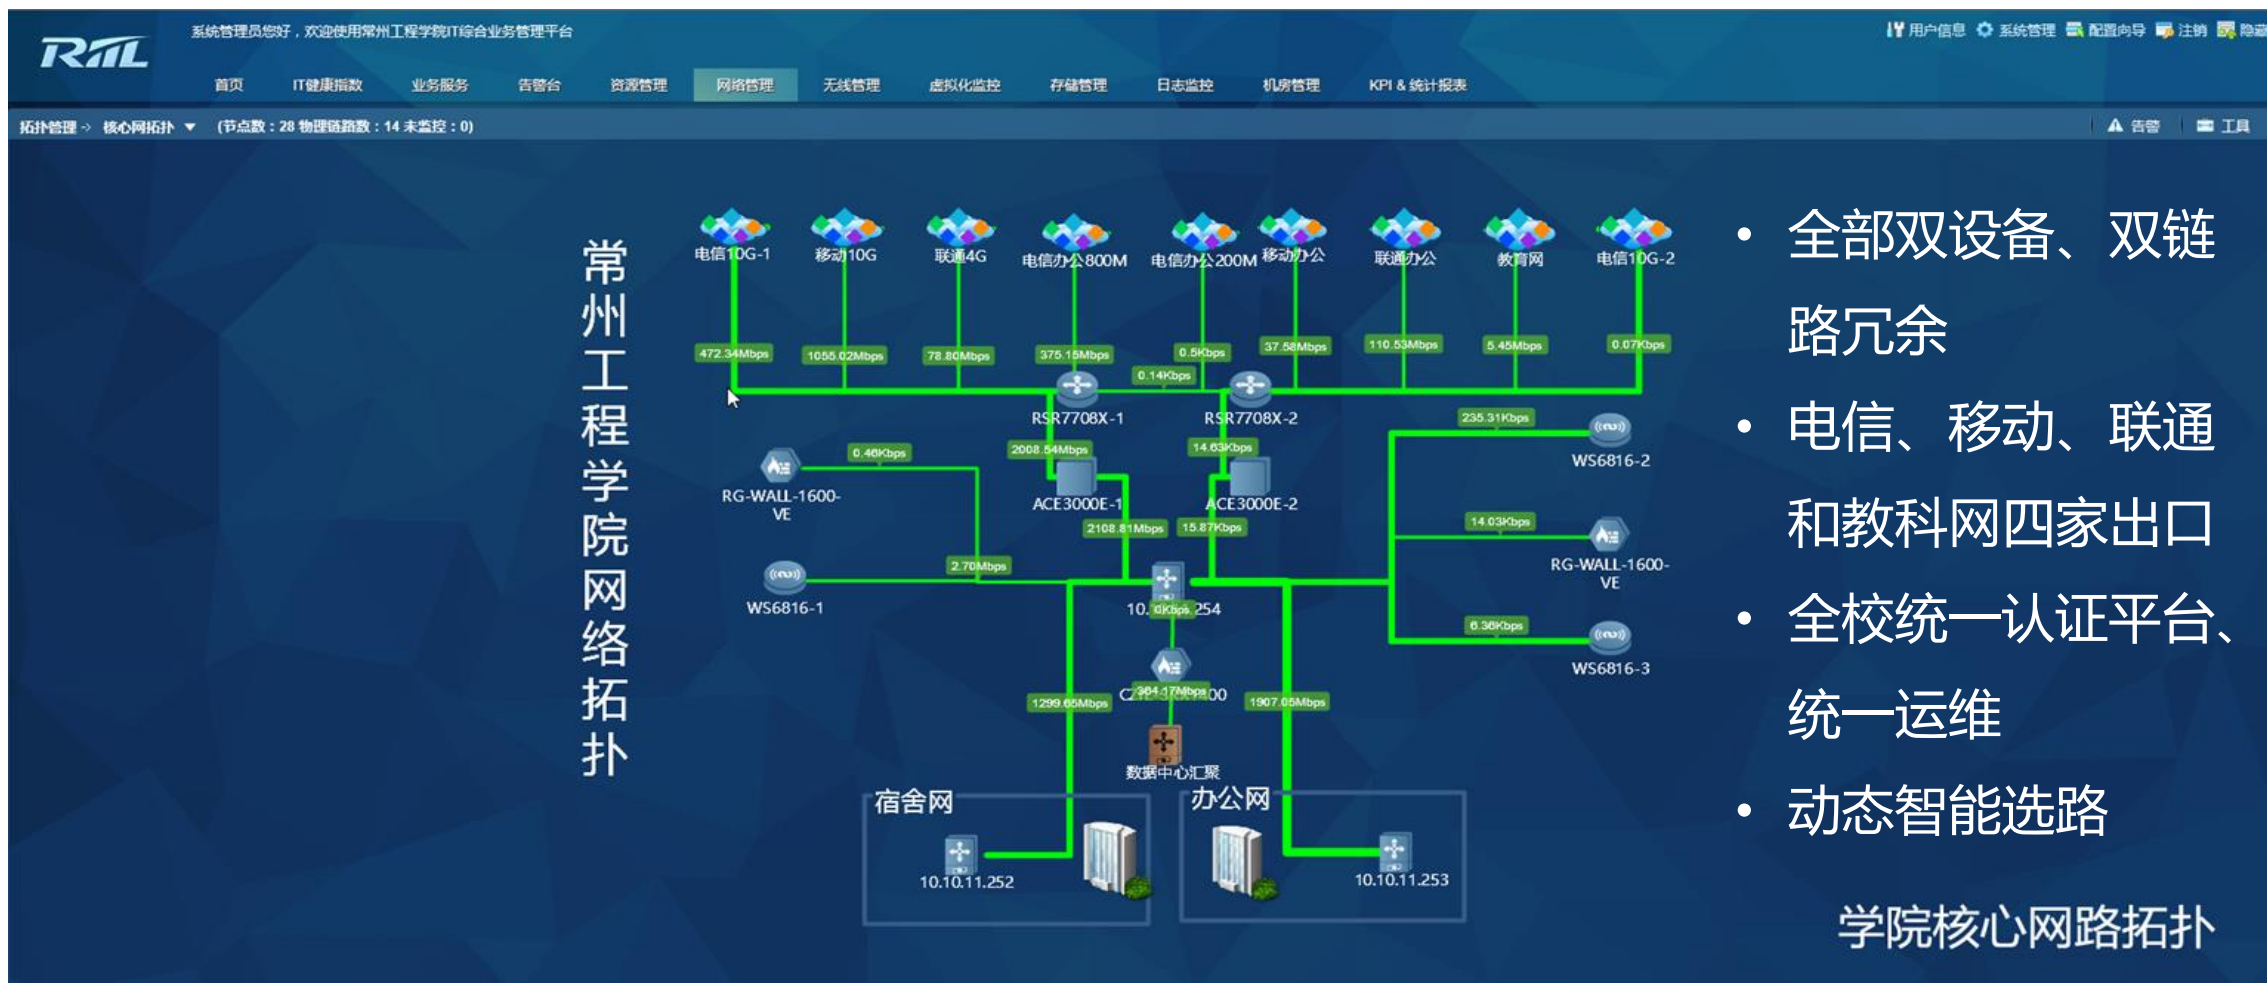 系统管理员您好，欢迎使用常州工程学院IT综合业务管理平台
用户信息 系统管理 配置向导 注销 隐藏
RIIL
首页 IT健康指数 业务服务 告警台 资源管理 网络管理 无线管理 虚拟化监控 存储管理 日志监控 机房管理 KPI & 统计报表
拓扑管理 -> 核心网拓扑 ▼ (节点数：28 物理链路数：14 未监控：0)
告警 工具
常州工程学院网络拓扑
电信10G-1 移动10G 联通4G 电信办公800M 电信办公200M 移动办公 联通办公 教育网 电信10G-2
472.34Mbps 1055.02Mbps 78.80Mbps 375.15Mbps 0.5Kbps 37.58Mbps 110.53Mbps 5.45Mbps 0.07Kbps
0.14Kbps
RSR7708X-1 RSR7708X-2
235.31Kbps
0.46Kbps 2008.54Mbps 14.63Kbps
WS6816-2
RG-WALL-1600-
VE
ACE3000E-1 ACE3000E-2
2108.81Mbps 15.87Kbps 14.03Kbps
2.70Mbps
RG-WALL-1600-
VE
WS6816-1
10. 0Kbps 254
6.36Kbps
WS6816-3
364.17Mbps 00
1299.65Mbps 1907.05Mbps
数据中心汇聚
宿舍网
10.10.11.252
办公网
10.10.11.253
• 全部双设备、双链
路冗余
• 电信、移动、联通
和教科网四家出口
• 全校统一认证平台、
统一运维
• 动态智能选路
学院核心网路拓扑